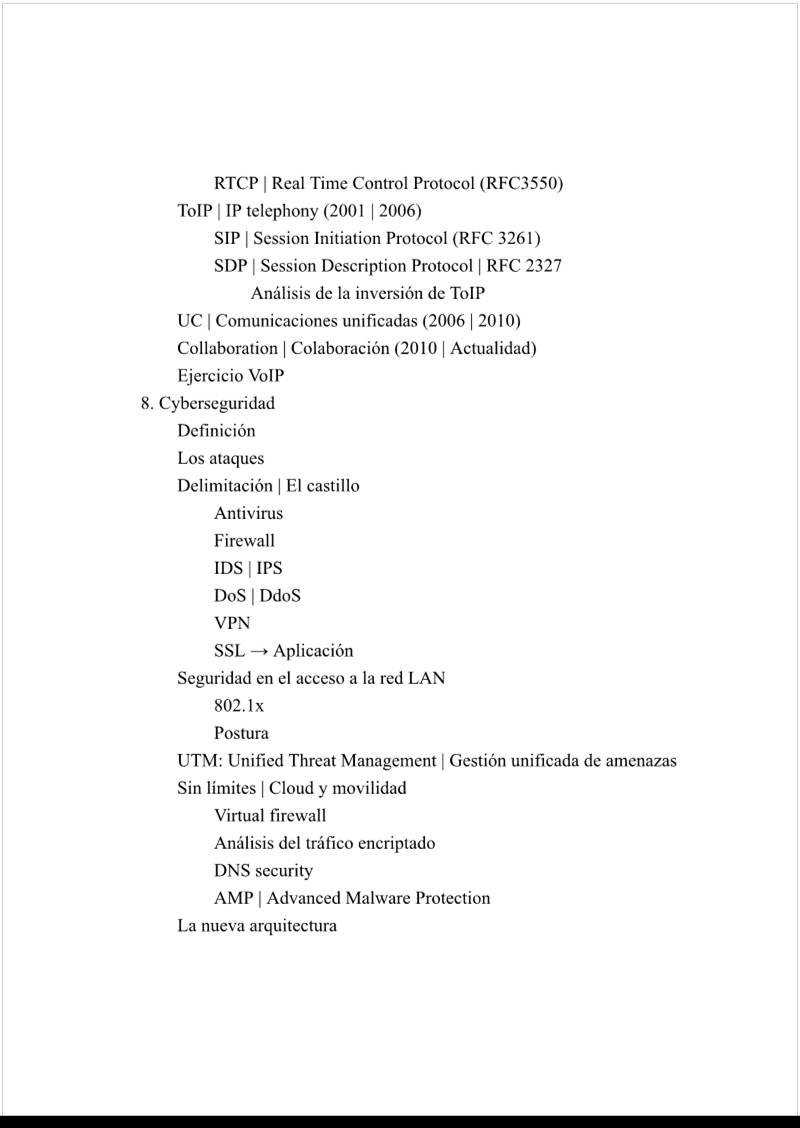 RTCP | Real Time Control Protocol (RFC3550)
ToIP | IP telephony (2001 | 2006)
SIP | Session Initiation Protocol (RFC 3261)
SDP | Session Description Protocol | RFC 2327
Análisis de la inversión de ToIP
UC | Comunicaciones unificadas (2006 | 2010)
Collaboration | Colaboración (2010 | Actualidad)
Ejercicio VoIP
8. Cyberseguridad
Definición
Los ataques
Delimitación | El castillo
Antivirus
Firewall
IDS | IPS
DoS | DdoS
VPN
SSL → Aplicación
Seguridad en el acceso a la red LAN
802.1x
Postura
UTM: Unified Threat Management | Gestión unificada de amenazas
Sin límites | Cloud y movilidad
Virtual firewall
Análisis del tráfico encriptado
DNS security
AMP | Advanced Malware Protection
La nueva arquitectura